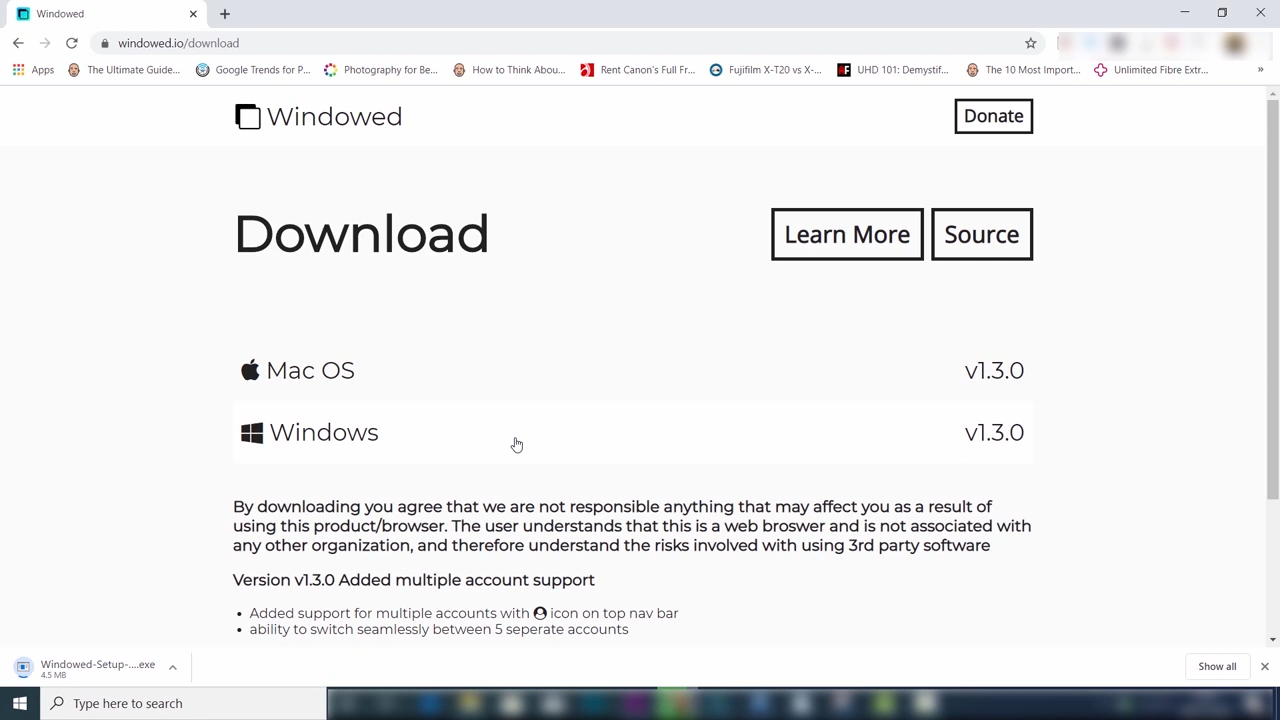 Windowed
windowed.io/download
Apps The Ultimate Guide... Google Trends for P... Photography for Be... How to Think Abou... Rent Canon's Full Fr... Fujifilm X-T20 vs X-... UHD 101: Demystif... The 10 Most Import... Unlimited Fibre Extr... »
Windowed Donate
Download Learn More Source
Mac OS v1.3.0
Windows v1.3.0
By downloading you agree that we are not responsible anything that may affect you as a result of
using this product/browser. The user understands that this is a web broswer and is not associated with
any other organization, and therefore understand the risks involved with using 3rd party software
Version v1.3.0 Added multiple account support
• Added support for multiple accounts with icon on top nav bar
• ability to switch seamlessly between 5 seperate accounts
Windowed-Setup-....exe
4.5 MB
Show all
Type here to search